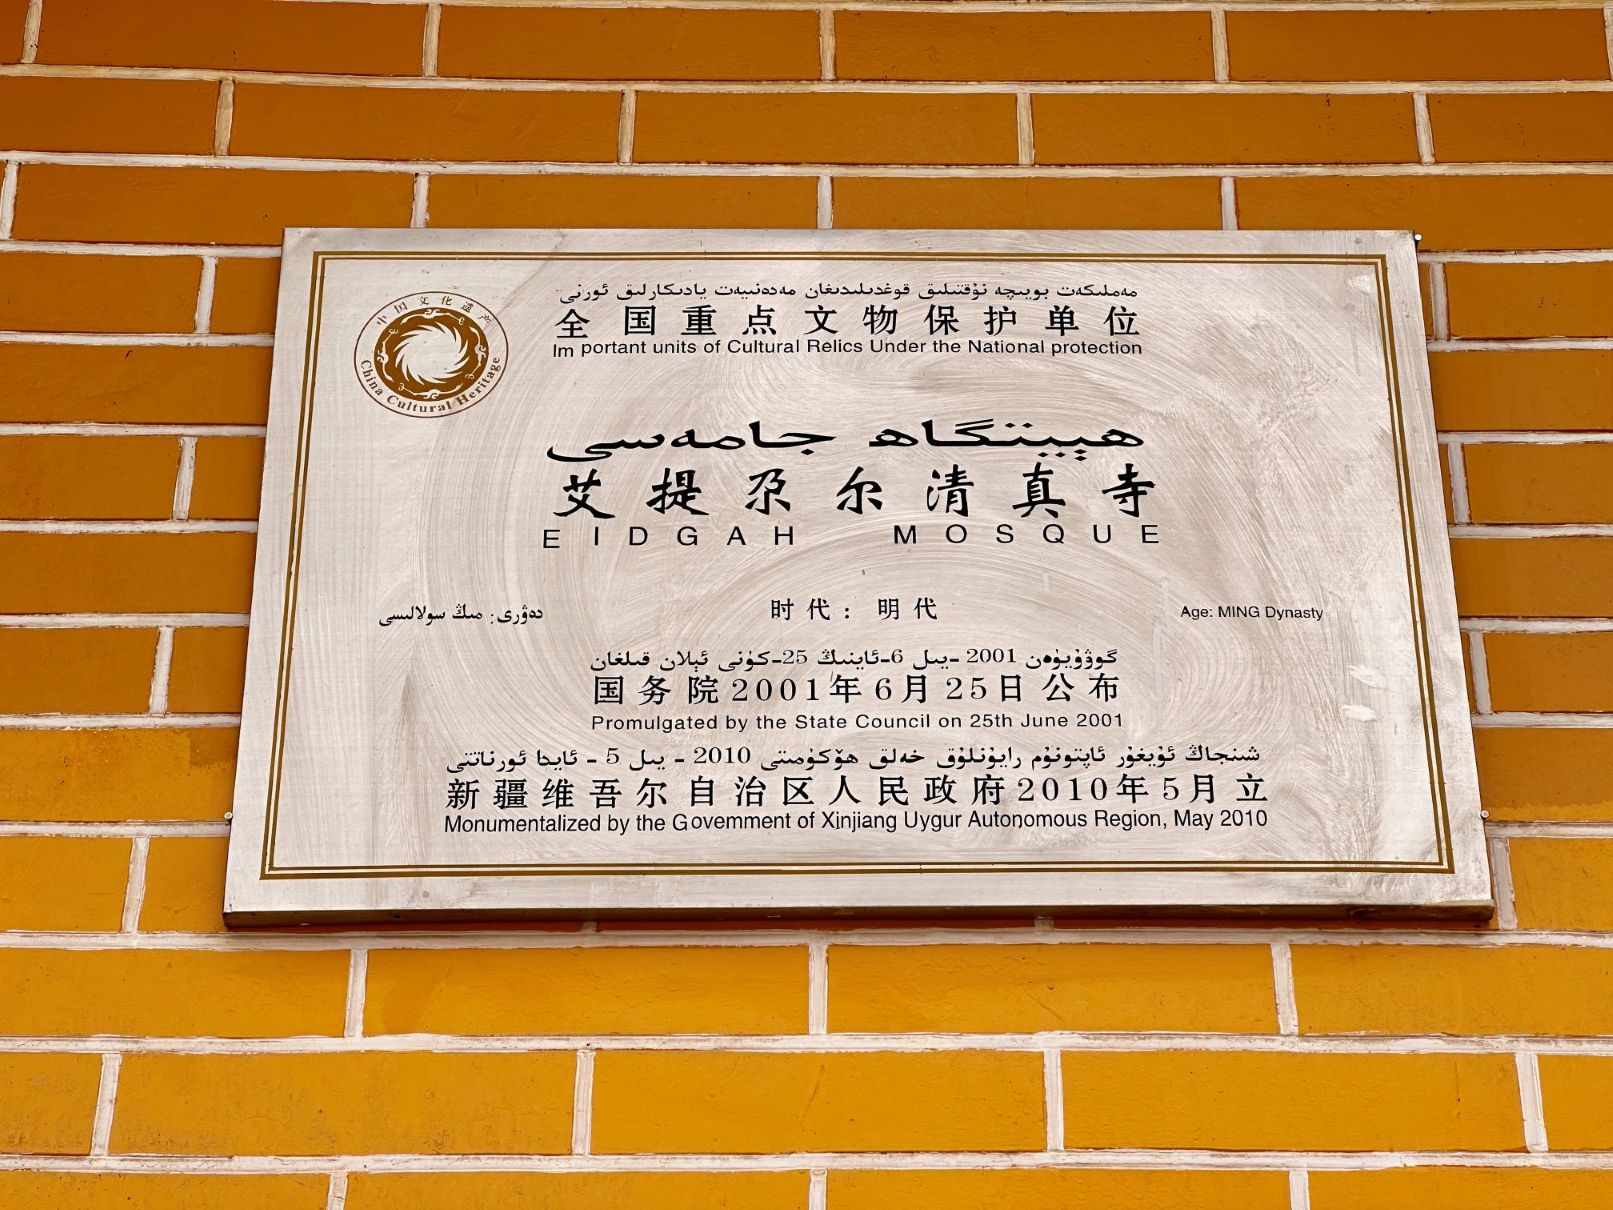 中国文化遗产
China Cultural Heritage
مەملىكەت بويىچە نۇقتىلىق قوغدىلىدىغان مەدەنىيەت يادىكارلىق ئورنى
全国重点文物保护单位
Im portant units of Cultural Relics Under the National protection
ھېيتگاھ جامەسى
艾提尕尔清真寺
EIDGAH MOSQUE
دەۋرى: مىڭ سۇلالىسى
时代：明代
Age: MING Dynasty
گوۋۇيۈەن 2001 -يىل 6-ئاينىڭ 25-كۈنى ئېلان قىلغان
国务院2001年6月25日公布
Promulgated by the State Council on 25th June 2001
شىنجاڭ ئۇيغۇر ئاپتونۇم رايۇنلۇق خەلق ھۆكۈمىتى 2010 - يىل 5 - ئايدا ئورناتتى
新疆维吾尔自治区人民政府2010年5月立
Monumentalized by the Govemment of Xinjiang Uygur Autonomous Region, May 2010